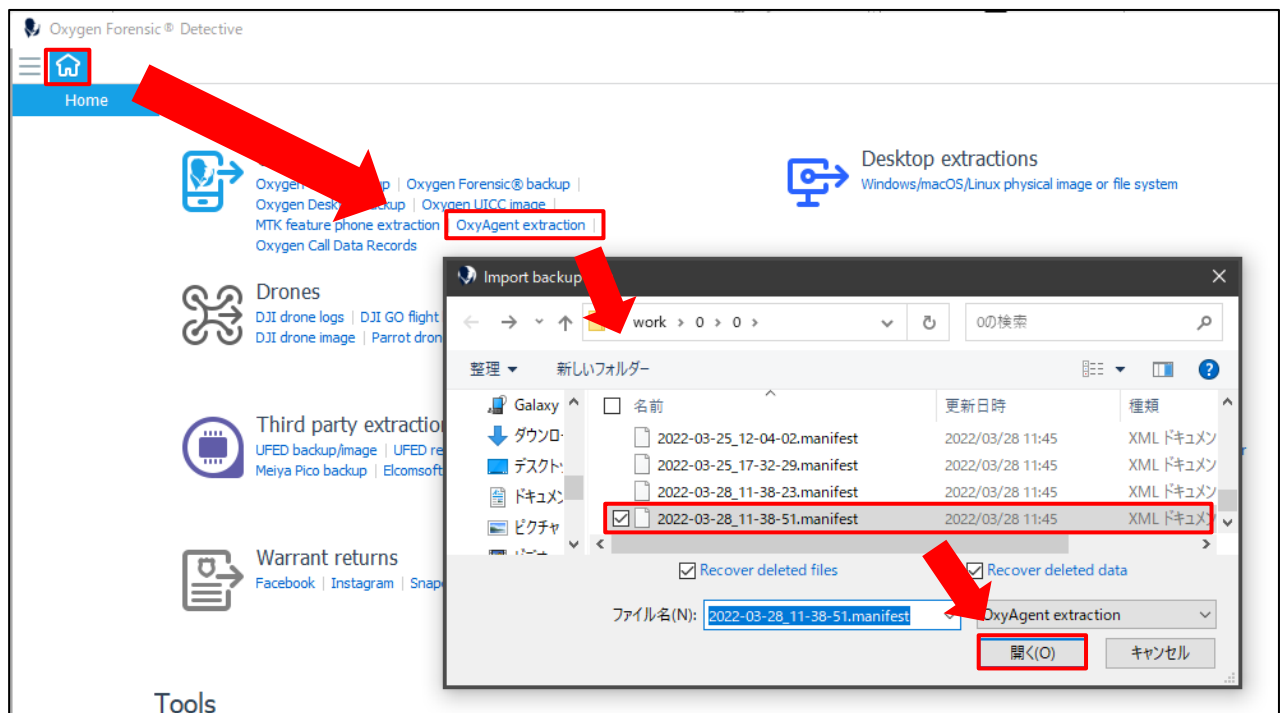 Oxygen Forensic® Detective
Home
Oxygen Forensic® backup |
Oxygen UICC image |
MTK feature phone extraction | OxyAgent extraction |
Oxygen Call Data Records
Desktop extractions
Windows/macOS/Linux physical image or file system
Drones
DJI drone logs | DJI GO flight
DJI drone image | Parrot dron
Third party extractio
UFED backup/image | UFED re
Meiya Pico backup | Elcomsoft
Warrant returns
Facebook | Instagram | Snap
Tools
Import backup
work > 0 > 0 >
0の検索
整理 新しいフォルダー
Galaxy
ダウンロ
デスクト
ドキュメン
ピクチャ
名前 更新日時 種類
2022-03-25_12-04-02.manifest 2022/03/28 11:45 XML ドキュメン
2022-03-25_17-32-29.manifest 2022/03/28 11:45 XML ドキュメン
2022-03-28_11-38-23.manifest 2022/03/28 11:45 XML ドキュメン
2022-03-28_11-38-51.manifest 2022/03/28 11:45 XML ドキュメン
Recover deleted files Recover deleted data
ファイル名(N): 2022-03-28_11-38-51.manifest OxyAgent extraction
開く(O) キャンセル